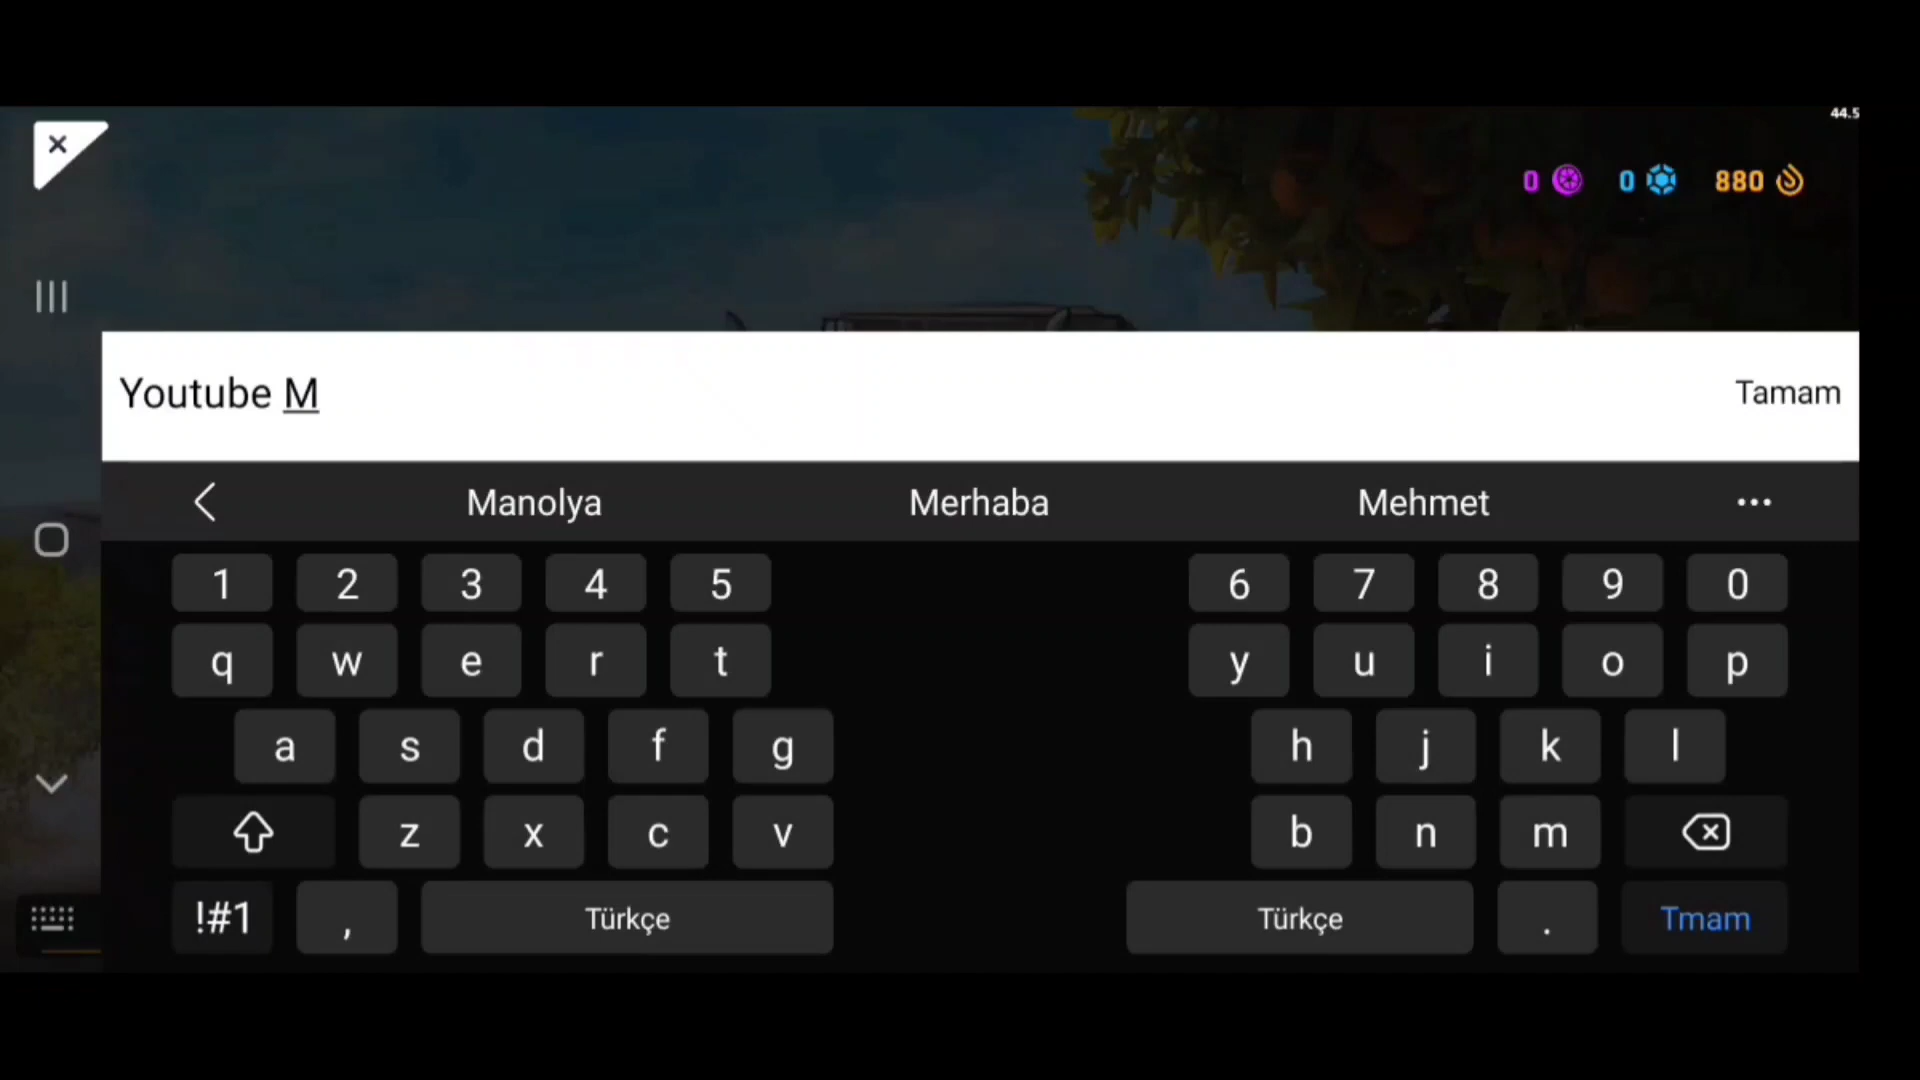 44.5
0 0 880
Youtube M
Tamam
Manolya Merhaba Mehmet
1 2 3 4 5 6 7 8 9 0
q w e r t y u i o p
a s d f g h j k l
z x c v b n m
!#1 , Türkçe Türkçe . Tmam